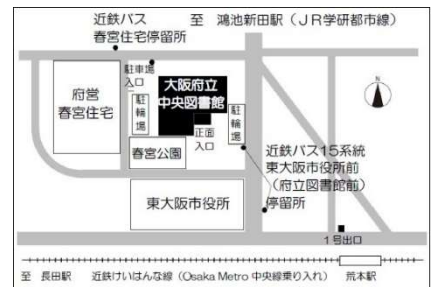 近鉄バス
春宮住宅停留所
至 鴻池新田駅（ＪＲ学研都市線）
府営
春宮住宅
駐車場
入口
駐輪場
大阪府立
中央図書館
正面
入口
駐輪場
N
春宮公園
近鉄バス15系統
東大阪市役所前
（府立図書館前）
停留所
東大阪市役所
１号出口
至 長田駅
近鉄けいはんな線（Osaka Metro 中央線乗り入れ）
荒本駅